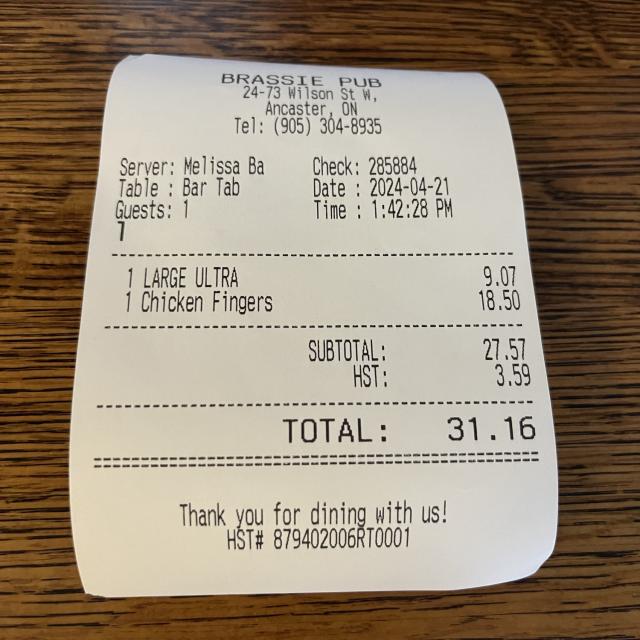 BRASSIE PUB
24-73 Wilson St W,
Ancaster, ON
Tel: (905) 304-8935
Server: Melissa Ba Check: 285884
Table : Bar Tab Date : 2024-04-21
Guests: 1 Time : 1:42:28 PM
1
1 LARGE ULTRA 9.07
1 Chicken Fingers 18.50
SUBTOTAL: 27.57
HST: 3.59
TOTAL: 31.16
Thank you for dining with us!
HST# 879402006RT0001